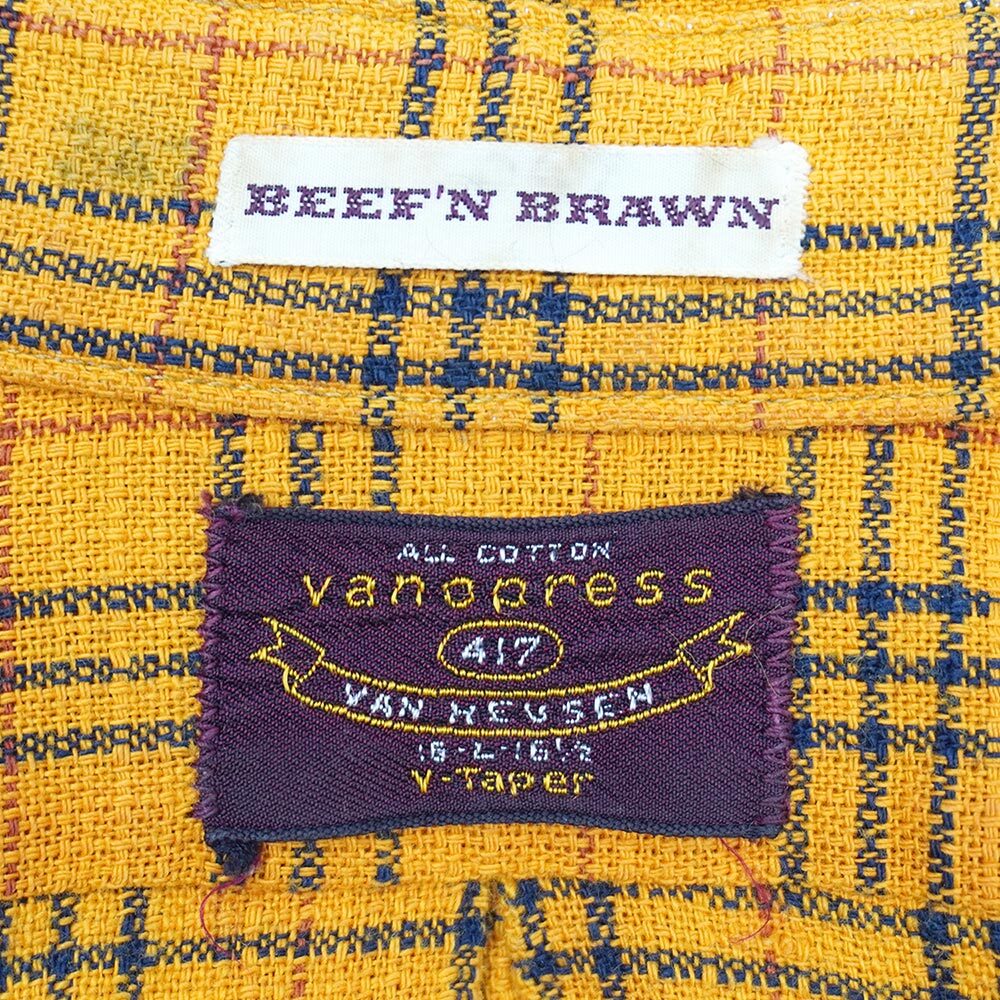 BEEF'N BRAWN
ALL COTTON
vanopress
417
VAN HEUSEN
16-L-16½
V-Taper